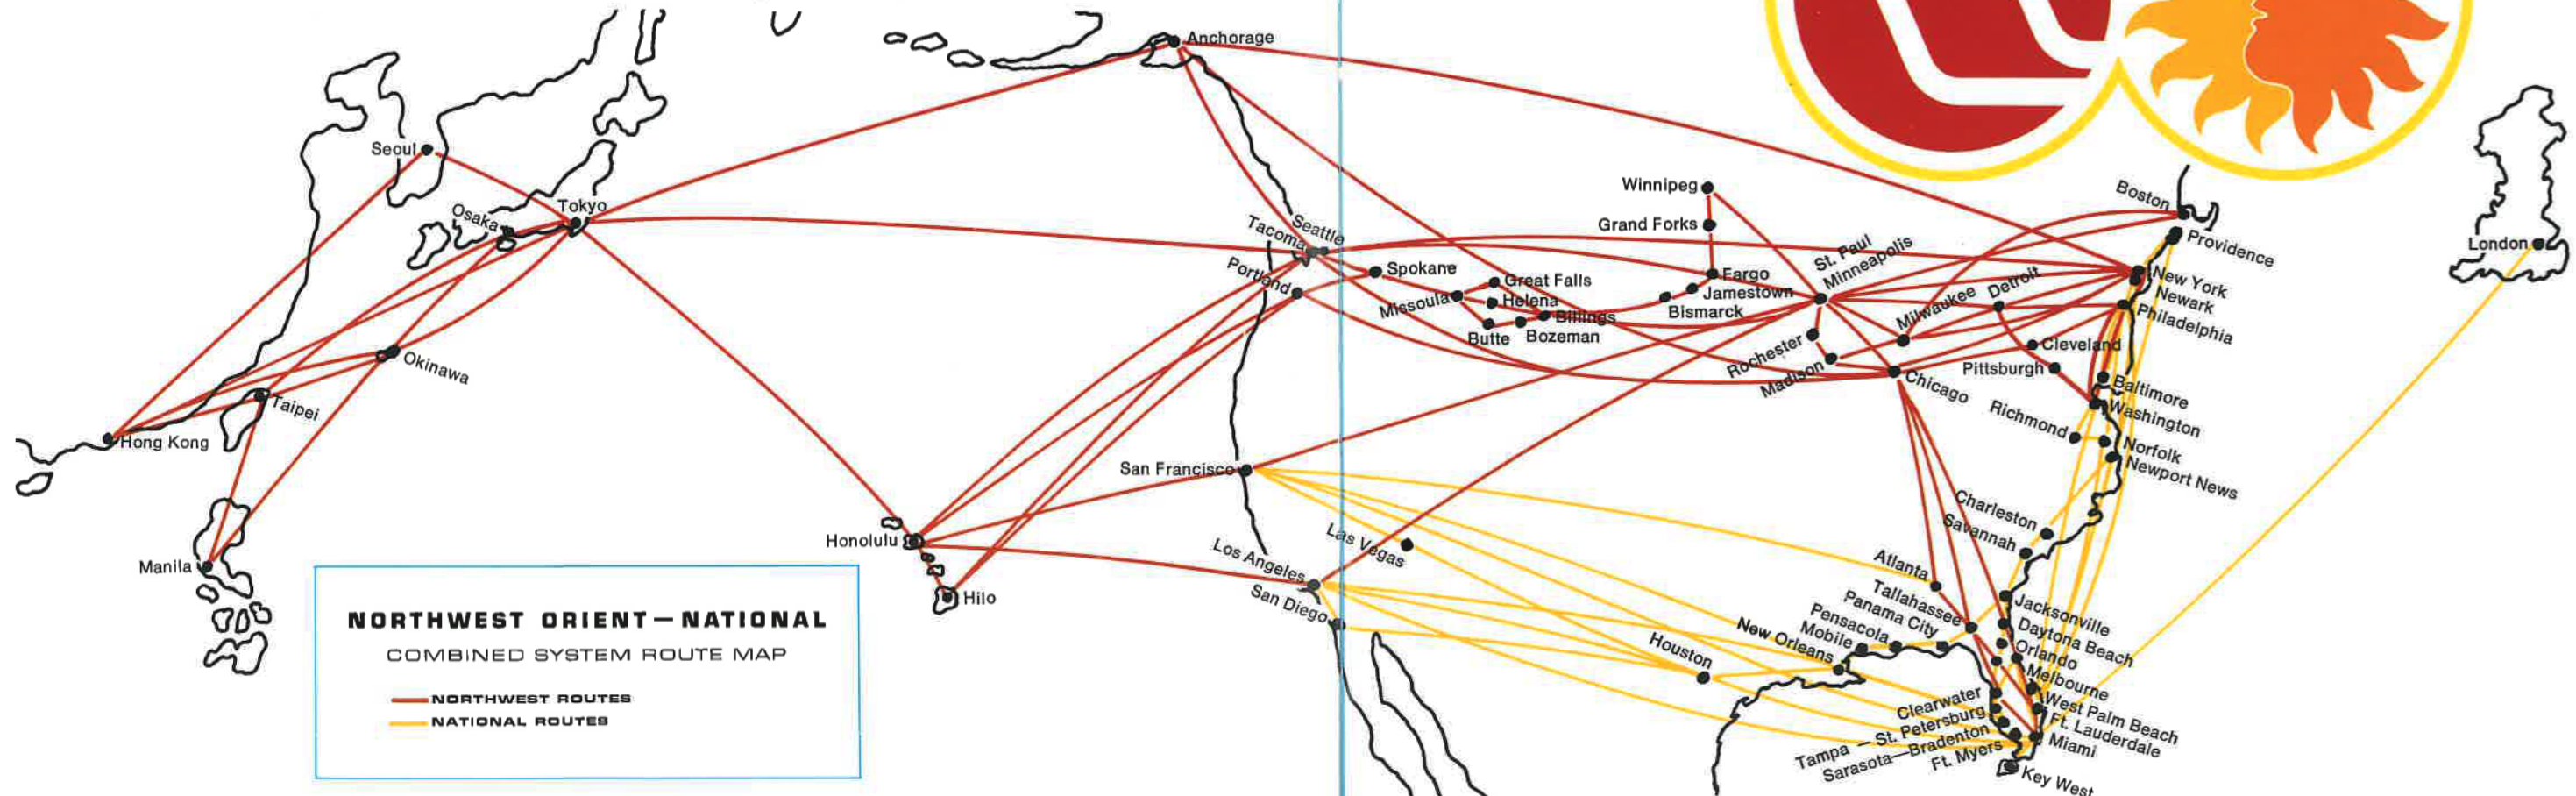 Anchorage
Seoul
Tokyo
Osaka
Okinawa
Taipei
Hong Kong
Manila
Honolulu
Hilo
Seattle
Tacoma
Portland
Spokane
Great Falls
Missoula
Helena
Billings
Butte
Bozeman
Winnipeg
Grand Forks
Fargo
Jamestown
Bismarck
St. Paul
Minneapolis
Rochester
Madison
Milwaukee
Detroit
Chicago
Cleveland
Pittsburgh
Boston
Providence
New York
Newark
Philadelphia
Baltimore
Washington
Richmond
Norfolk
Newport News
London
San Francisco
Las Vegas
Los Angeles
San Diego
Houston
New Orleans
Mobile
Pensacola
Panama City
Tallahassee
Atlanta
Savannah
Charleston
Jacksonville
Daytona Beach
Orlando
Melbourne
West Palm Beach
Ft. Lauderdale
Miami
Clearwater
Tampa — St. Petersburg
Sarasota—Bradenton
Ft. Myers
Key West
NORTHWEST ORIENT—NATIONAL
COMBINED SYSTEM ROUTE MAP
NORTHWEST ROUTES
NATIONAL ROUTES